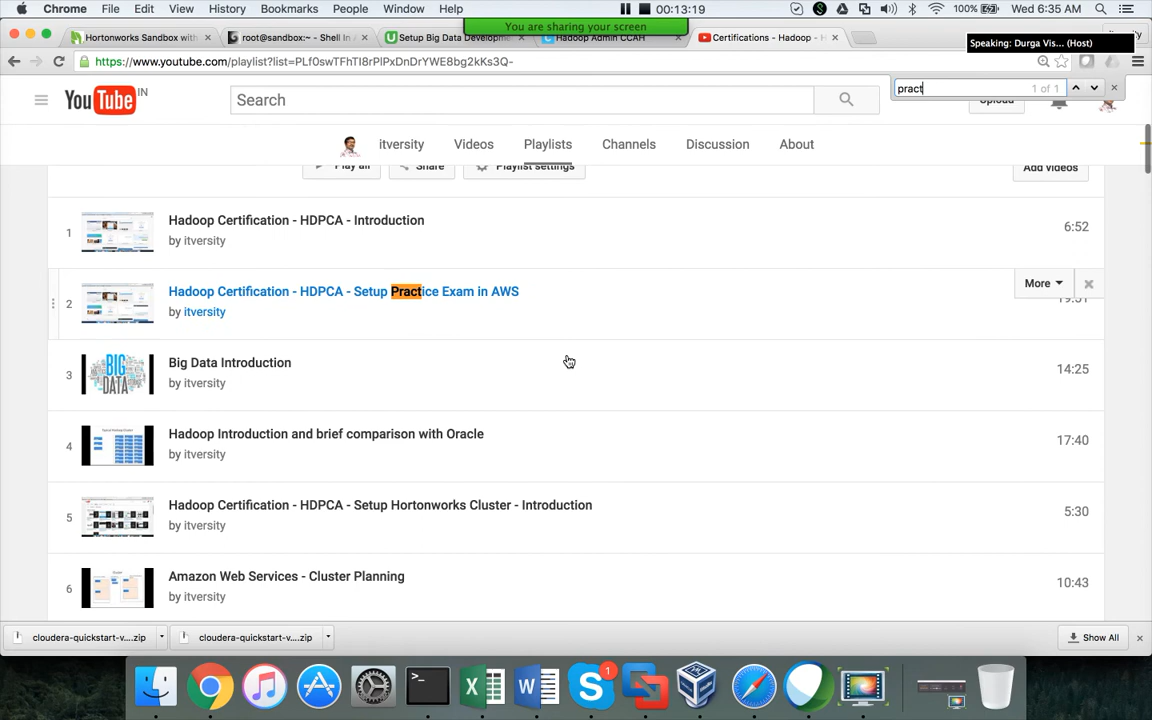 Chrome File Edit View History Bookmarks People Window Help 00:13:19 100% Wed 6:35 AM
You are sharing your screen
Hortonworks Sandbox with
root@sandbox:~ - Shell In
Setup Big Data Developm
Hadoop Admin CCAH
Certifications - Hadoop -
itversity
Speaking: Durga Vis... (Host)
https://www.youtube.com/playlist?list=PLf0swTFhTI8rPlPxDnDrYWE8bg2kKs3Q-
pract 1 of 1
YouTube IN
Search
Upload
itversity Videos Playlists Channels Discussion About
Play all Share Playlist settings Add videos
1 Hadoop Certification - HDPCA - Introduction 6:52
by itversity
2 Hadoop Certification - HDPCA - Setup Practice Exam in AWS
More
by itversity
3 Big Data Introduction 14:25
by itversity
4 Hadoop Introduction and brief comparison with Oracle 17:40
by itversity
5 Hadoop Certification - HDPCA - Setup Hortonworks Cluster - Introduction 5:30
by itversity
6 Amazon Web Services - Cluster Planning 10:43
by itversity
cloudera-quickstart-v....zip
cloudera-quickstart-v....zip
Show All
1